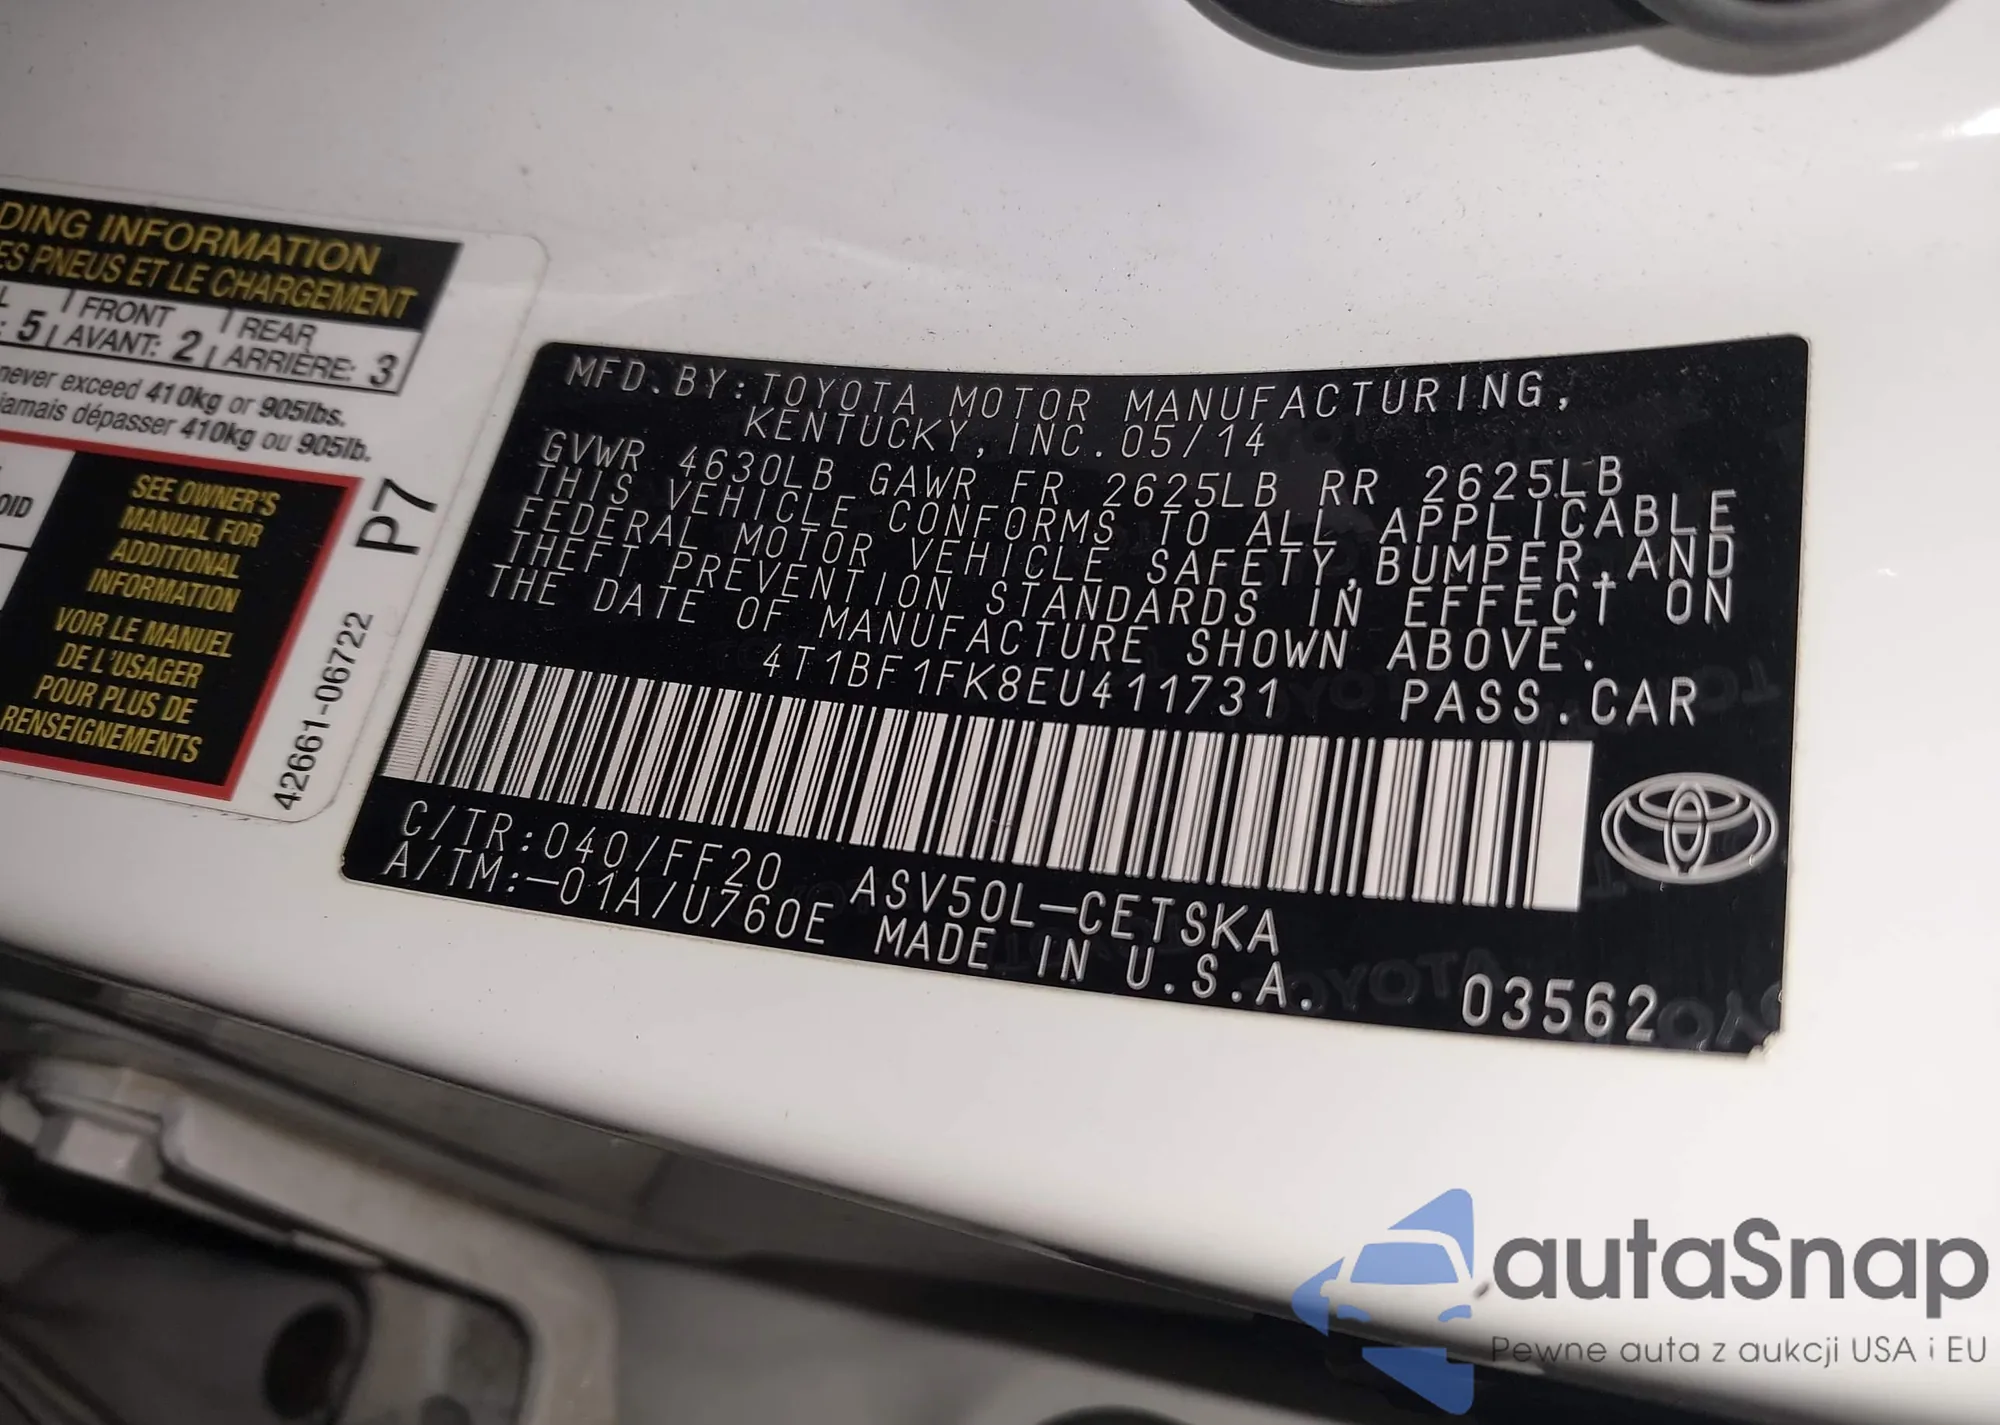 DING INFORMATION
ES PNEUS ET LE CHARGEMENT
L | FRONT | REAR
: 5 | AVANT: 2 | ARRIÈRE: 3
never exceed 410kg or 905lbs.
jamais dépasser 410kg ou 905lb.
OID
SEE OWNER'S
MANUAL FOR
ADDITIONAL
INFORMATION
VOIR LE MANUEL
DE L'USAGER
POUR PLUS DE
RENSEIGNEMENTS
P7
42661-06722
MFD.BY:TOYOTA MOTOR MANUFACTURING,
KENTUCKY,INC.05/14
GVWR 4630LB GAWR FR 2625LB RR 2625LB
THIS VEHICLE CONFORMS TO ALL APPLICABLE
FEDERAL MOTOR VEHICLE SAFETY,BUMPER,AND
THEFT PREVENTION STANDARDS IN EFFECT ON
THE DATE OF MANUFACTURE SHOWN ABOVE.
4T1BF1FK8EU411731 PASS.CAR
C/TR:040/FF20 ASV50L-CETSKA
A/TM:-01A/U760E MADE IN U.S.A. 03562
autaSnap
Pewne auta z aukcji USA i EU